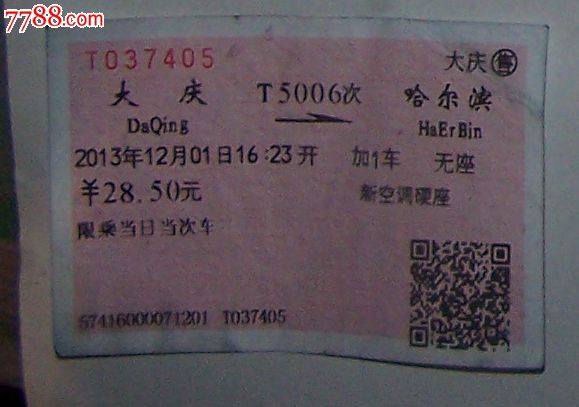 7788.com
T037405 大庆 售
大庆 T5006次 哈尔滨
DaQing HaErBin
2013年12月01日16:23开 加1车 无座
¥28.50元 新空调硬座
限乘当日当次车
57416000071201 T037405